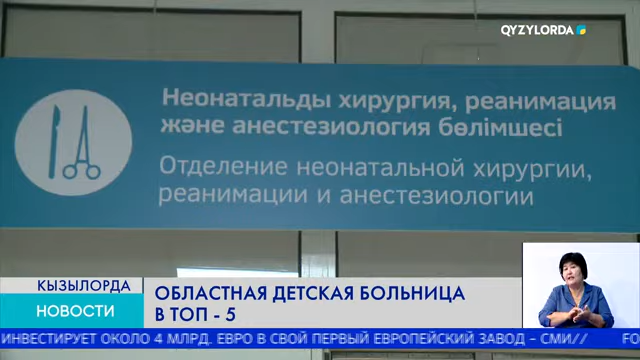 QYZYLORDA
Неонатальды хирургия, реанимация
және анестезиология бөлімшесі
Отделение неонатальной хирургии,
реанимации и анестезиологии
КЫЗЫЛОРДА
НОВОСТИ
ОБЛАСТНАЯ ДЕТСКАЯ БОЛЬНИЦА
В ТОП - 5
ИНВЕСТИРУЕТ ОКОЛО 4 МЛРД. ЕВРО В СВОЙ ПЕРВЫЙ ЕВРОПЕЙСКИЙ ЗАВОД – СМИ// FO